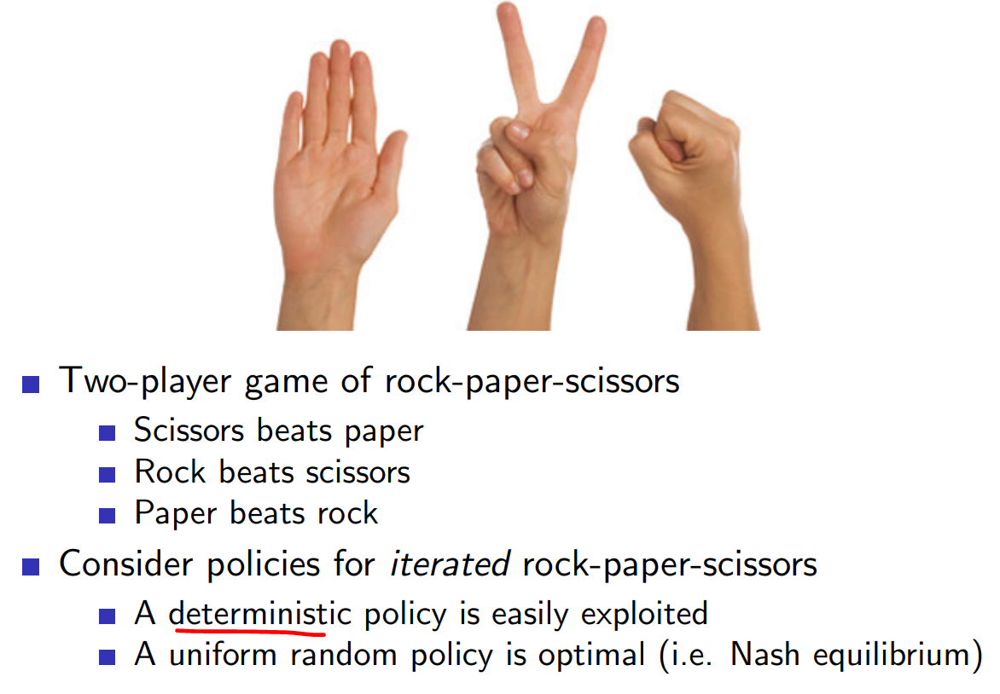 Two-player game of rock-paper-scissors
Scissors beats paper
Rock beats scissors
Paper beats rock
Consider policies for iterated rock-paper-scissors
A deterministic policy is easily exploited
A uniform random policy is optimal (i.e. Nash equilibrium)